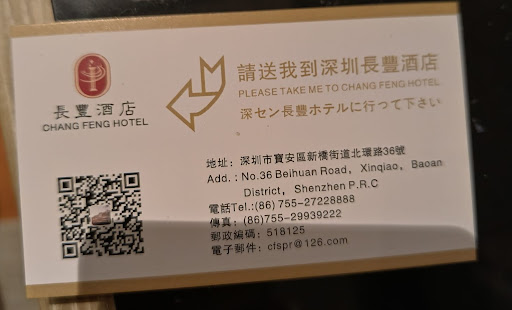 長豐酒店
CHANG FENG HOTEL
請送我到深圳長豐酒店
PLEASE TAKE ME TO CHANG FENG HOTEL
深セン長豊ホテルに行って下さい
地址：深圳市寶安區新橋街道北環路36號
Add.：No.36 Beihuan Road，Xinqiao，Baoan
District，Shenzhen P.R.C
電話Tel.:(86) 755-27228888
傳真：(86)755-29939222
郵政編碼：518125
電子郵件：cfspr@126.com